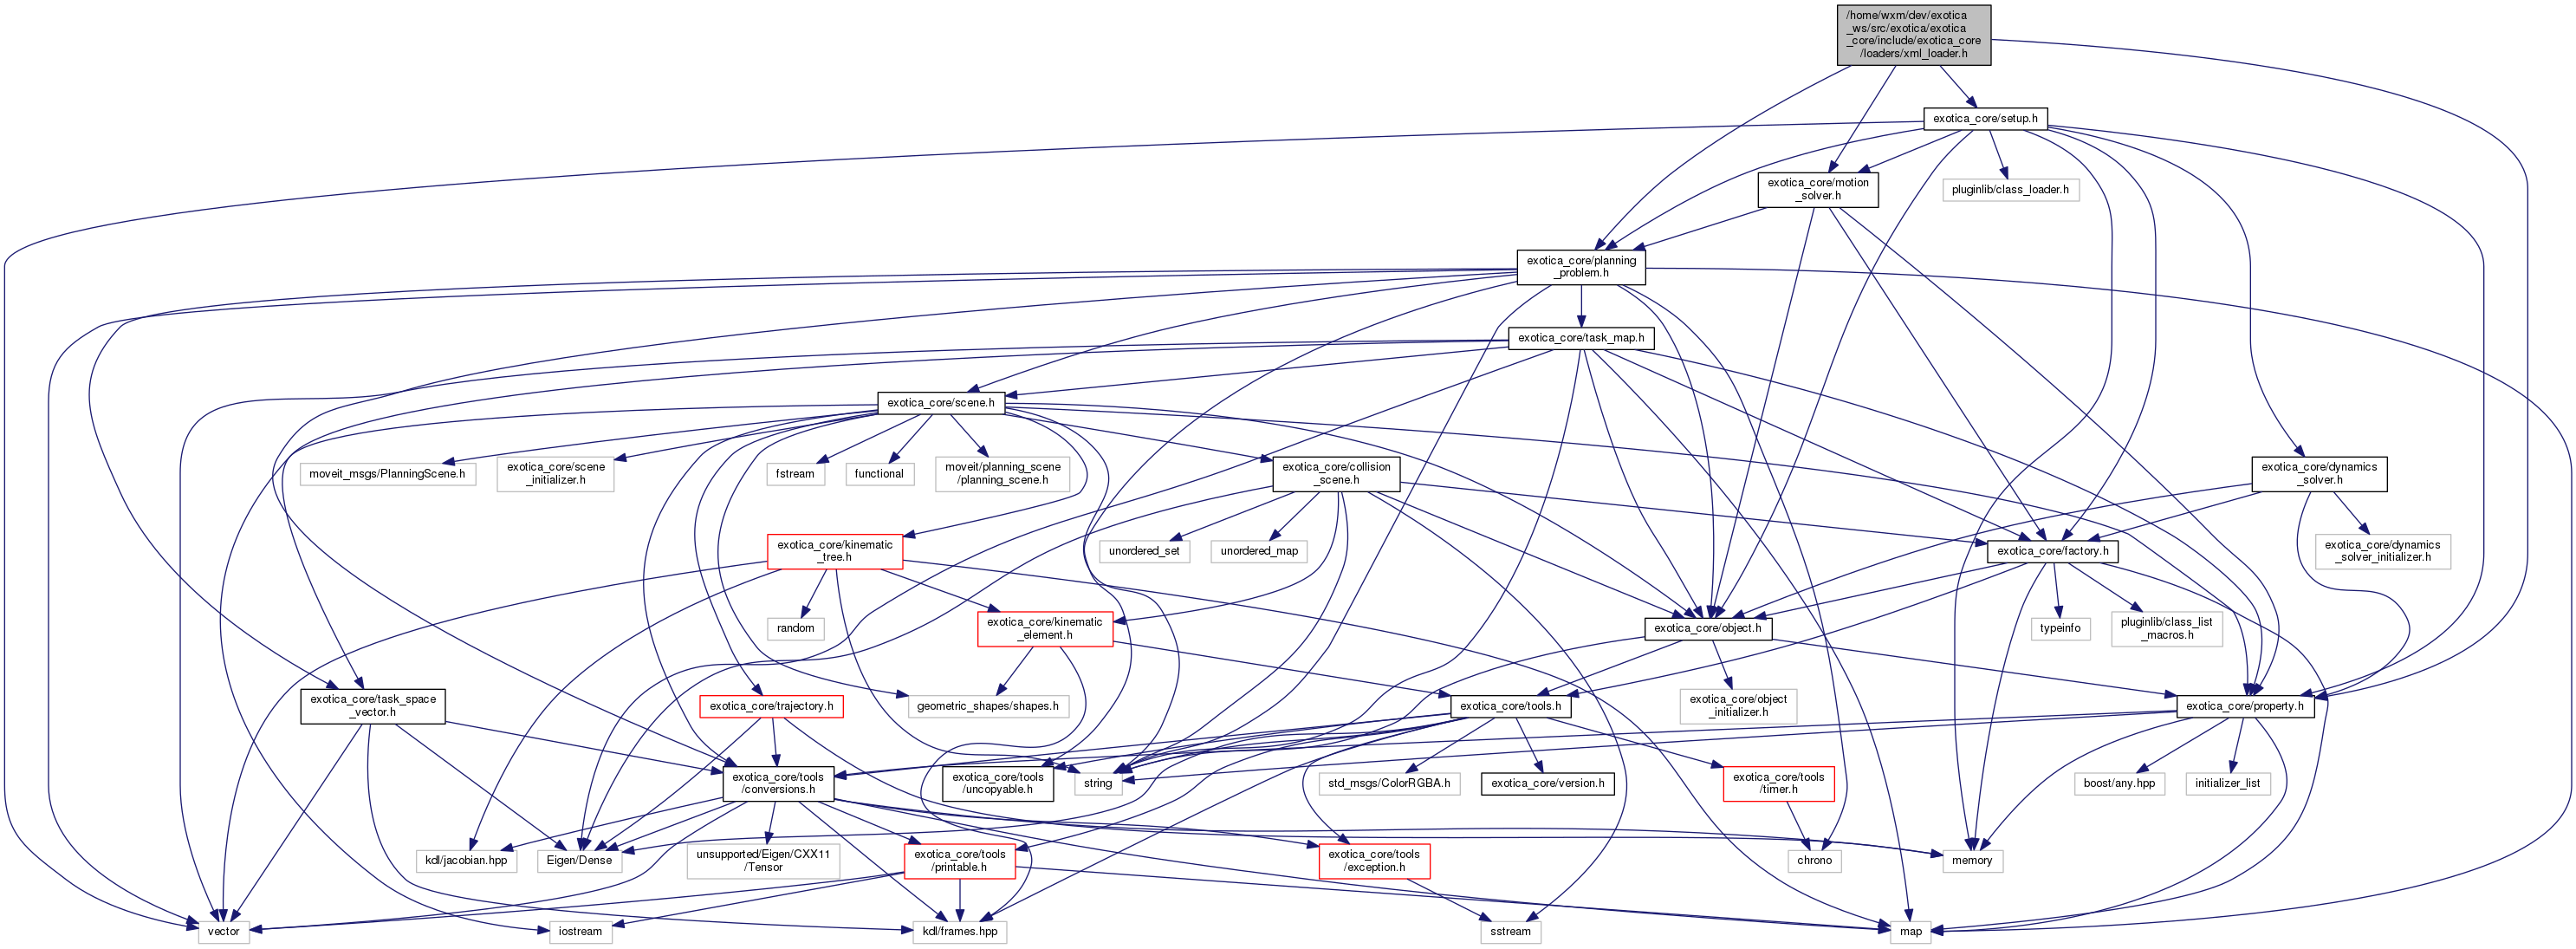 /home/wxm/dev/exotica
_ws/src/exotica/exotica
_core/include/exotica_core
/loaders/xml_loader.h
exotica_core/setup.h
exotica_core/motion
_solver.h
pluginlib/class_loader.h
exotica_core/planning
_problem.h
exotica_core/task_map.h
exotica_core/scene.h
moveit_msgs/PlanningScene.h
exotica_core/scene
_initializer.h
fstream
functional
moveit/planning_scene
/planning_scene.h
exotica_core/collision
_scene.h
exotica_core/dynamics
_solver.h
exotica_core/kinematic
_tree.h
unordered_set
unordered_map
exotica_core/factory.h
exotica_core/dynamics
_solver_initializer.h
random
exotica_core/kinematic
_element.h
exotica_core/object.h
typeinfo
pluginlib/class_list
_macros.h
exotica_core/task_space
_vector.h
exotica_core/trajectory.h
geometric_shapes/shapes.h
exotica_core/tools.h
exotica_core/object
_initializer.h
exotica_core/property.h
exotica_core/tools
/conversions.h
exotica_core/tools
/uncopyable.h
string
std_msgs/ColorRGBA.h
exotica_core/version.h
exotica_core/tools
/timer.h
boost/any.hpp
initializer_list
kdl/jacobian.hpp
Eigen/Dense
unsupported/Eigen/CXX11
/Tensor
exotica_core/tools
/printable.h
exotica_core/tools
/exception.h
chrono
memory
vector
iostream
kdl/frames.hpp
sstream
map